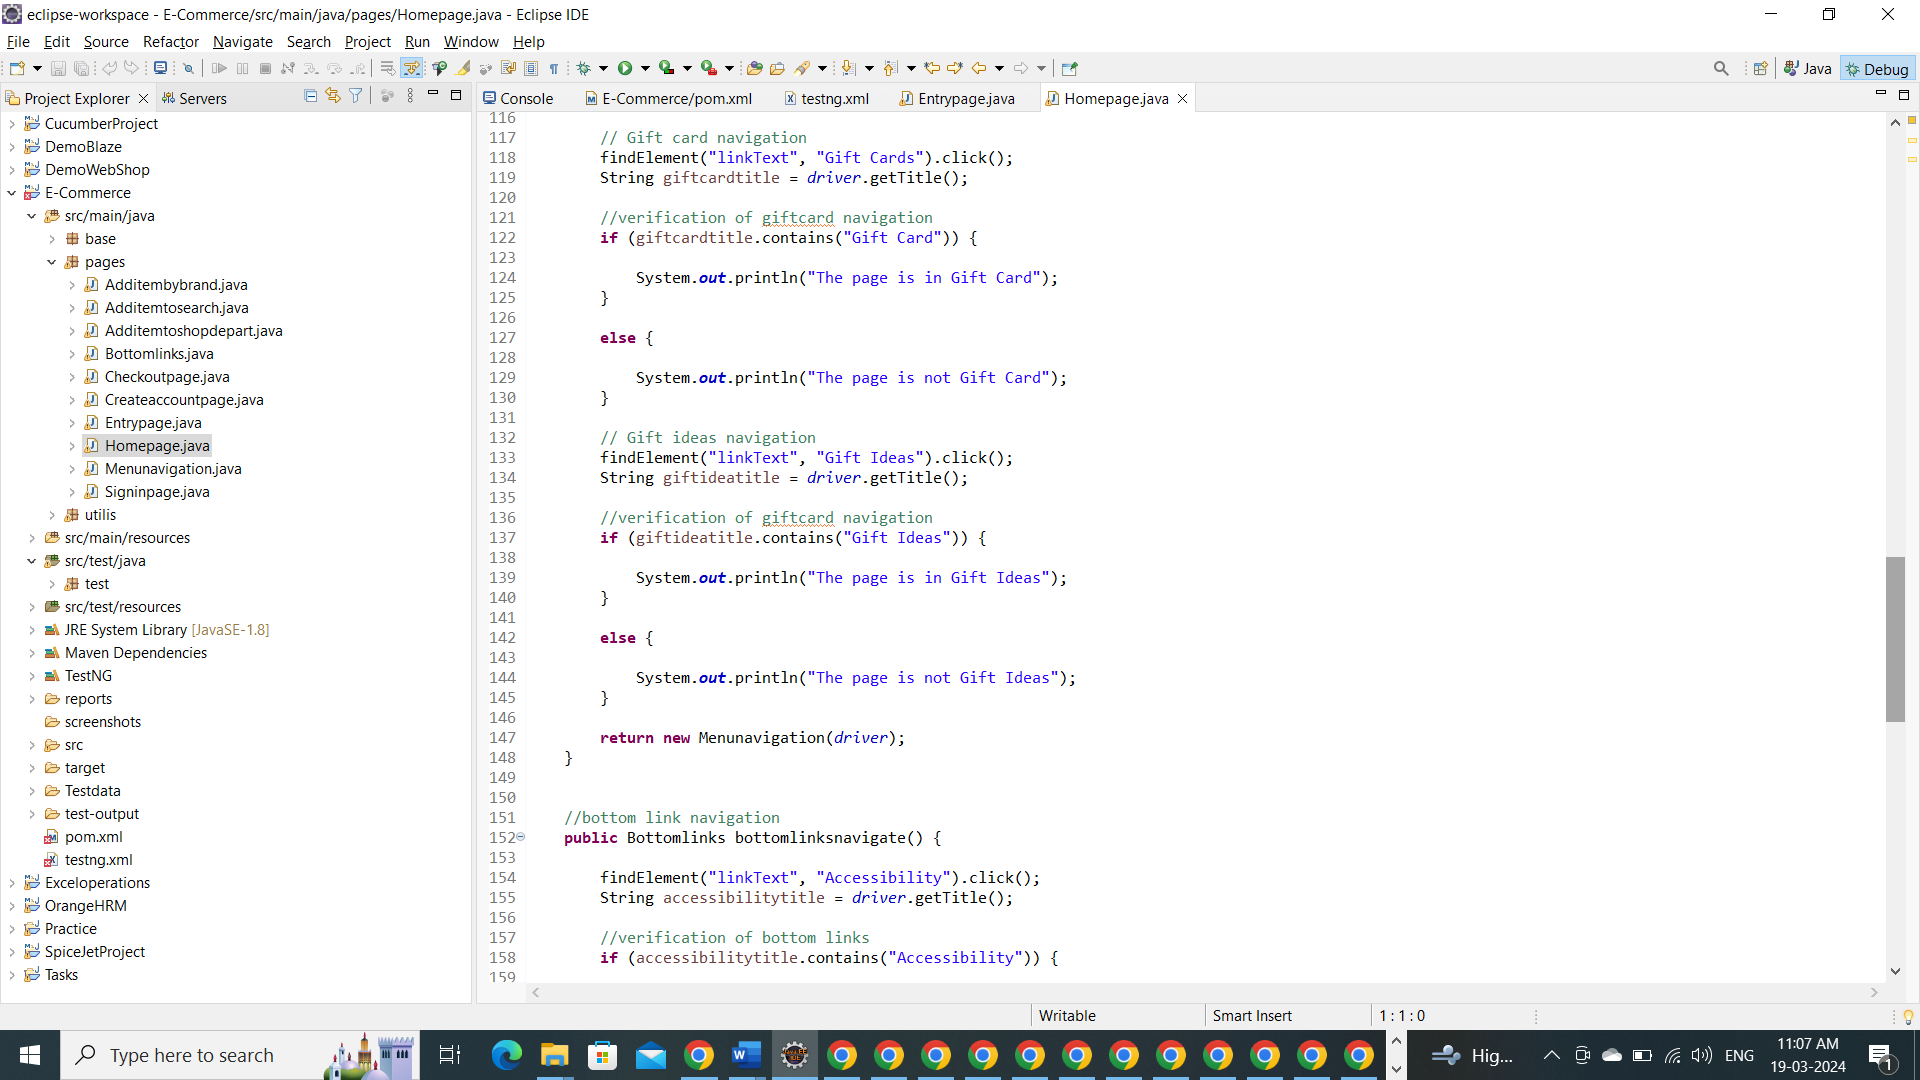 eclipse-workspace - E-Commerce/src/main/java/pages/Homepage.java - Eclipse IDE
File Edit Source Refactor Navigate Search Project Run Window Help
Java Debug
Project Explorer Servers
Console E-Commerce/pom.xml testng.xml Entrypage.java Homepage.java
CucumberProject
DemoBlaze
DemoWebShop
E-Commerce
src/main/java
base
pages
Additembybrand.java
Additemtosearch.java
Additemtoshopdepart.java
Bottomlinks.java
Checkoutpage.java
Createaccountpage.java
Entrypage.java
Homepage.java
Menunavigation.java
Signinpage.java
utilis
src/main/resources
src/test/java
test
src/test/resources
JRE System Library [JavaSE-1.8]
Maven Dependencies
TestNG
reports
screenshots
src
target
Testdata
test-output
pom.xml
testng.xml
Exceloperations
OrangeHRM
Practice
SpiceJetProject
Tasks
116
117 // Gift card navigation
118 findElement("linkText", "Gift Cards").click();
119 String giftcardtitle = driver.getTitle();
120
121 //verification of giftcard navigation
122 if (giftcardtitle.contains("Gift Card")) {
123
124 System.out.println("The page is in Gift Card");
125 }
126
127 else {
128
129 System.out.println("The page is not Gift Card");
130 }
131
132 // Gift ideas navigation
133 findElement("linkText", "Gift Ideas").click();
134 String giftideatitle = driver.getTitle();
135
136 //verification of giftcard navigation
137 if (giftideatitle.contains("Gift Ideas")) {
138
139 System.out.println("The page is in Gift Ideas");
140 }
141
142 else {
143
144 System.out.println("The page is not Gift Ideas");
145 }
146
147 return new Menunavigation(driver);
148 }
149
150
151 //bottom link navigation
152 public Bottomlinks bottomlinksnavigate() {
153
154 findElement("linkText", "Accessibility").click();
155 String accessibilitytitle = driver.getTitle();
156
157 //verification of bottom links
158 if (accessibilitytitle.contains("Accessibility")) {
159
Writable Smart Insert 1 : 1 : 0
Type here to search
Hig... ENG 11:07 AM
19-03-2024
1